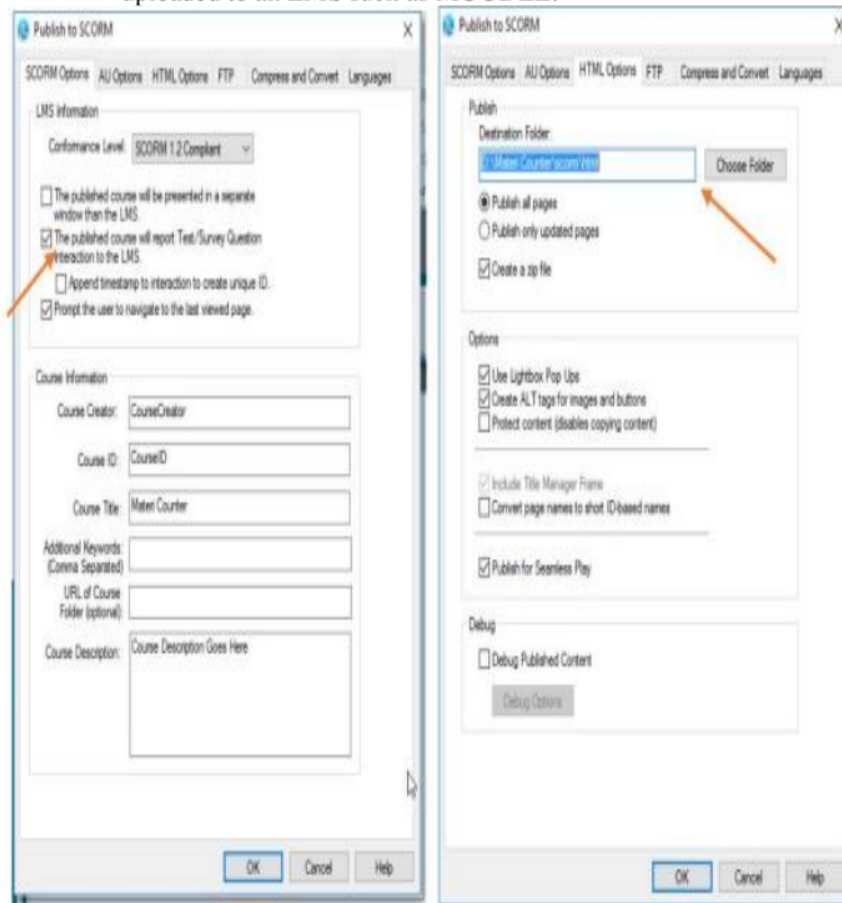 Publish to SCORM
SCORM Options AU Options HTML Options FTP Compress and Convert Languages
LMS Information
Conformance Level: SCORM 1.2 Compliant
The published course will be presented in a separate
window than the LMS.
The published course will report Test/Survey Question
interaction to the LMS.
Append timestamp to interaction to create unique ID.
Prompt the user to navigate to the last viewed page.
Course Information
Course Creator: CourseCreator
Course ID: CourseID
Course Title: Materi Counter
Additional Keywords:
(Comma Separated)
URL of Course
Folder (optional):
Course Description: Course Description Goes Here
OK Cancel Help
Publish to SCORM
SCORM Options AU Options HTML Options FTP Compress and Convert Languages
Publish
Destination Folder:
D:\Materi Counter\scorm\html
Choose Folder
Publish all pages
Publish only updated pages
Create a zip file
Options
Use Lightbox Pop Ups
Create ALT tags for images and buttons
Protect content (disables copying content)
Include Title Manager Frame
Convert page names to short ID-based names
Publish for Seamless Play
Debug
Debug Published Content
Debug Options
OK Cancel Help